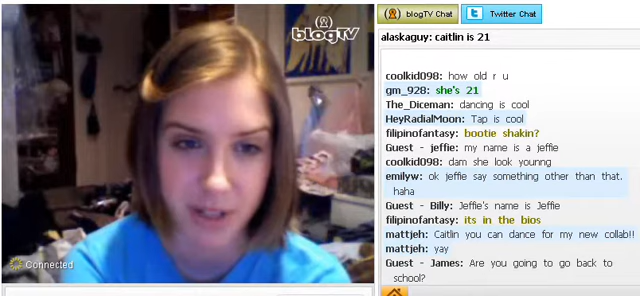 blogTV
Connected
blogTV Chat
Twitter Chat
alaskaguy: caitlin is 21
coolkid098: how old r u
gm_928: she's 21
The_Diceman: dancing is cool
HeyRadialMoon: Tap is cool
filipinofantasy: bootie shakin?
Guest - jeffie: my name is a jeffie
coolkid098: dam she look younng
emilyw: ok jeffie say something other than that.
haha
Guest - Billy: Jeffie's name is Jeffie
filipinofantasy: its in the bios
mattjeh: Caitlin you can dance for my new collab!!
mattjeh: yay
Guest - James: Are you going to go back to
school?